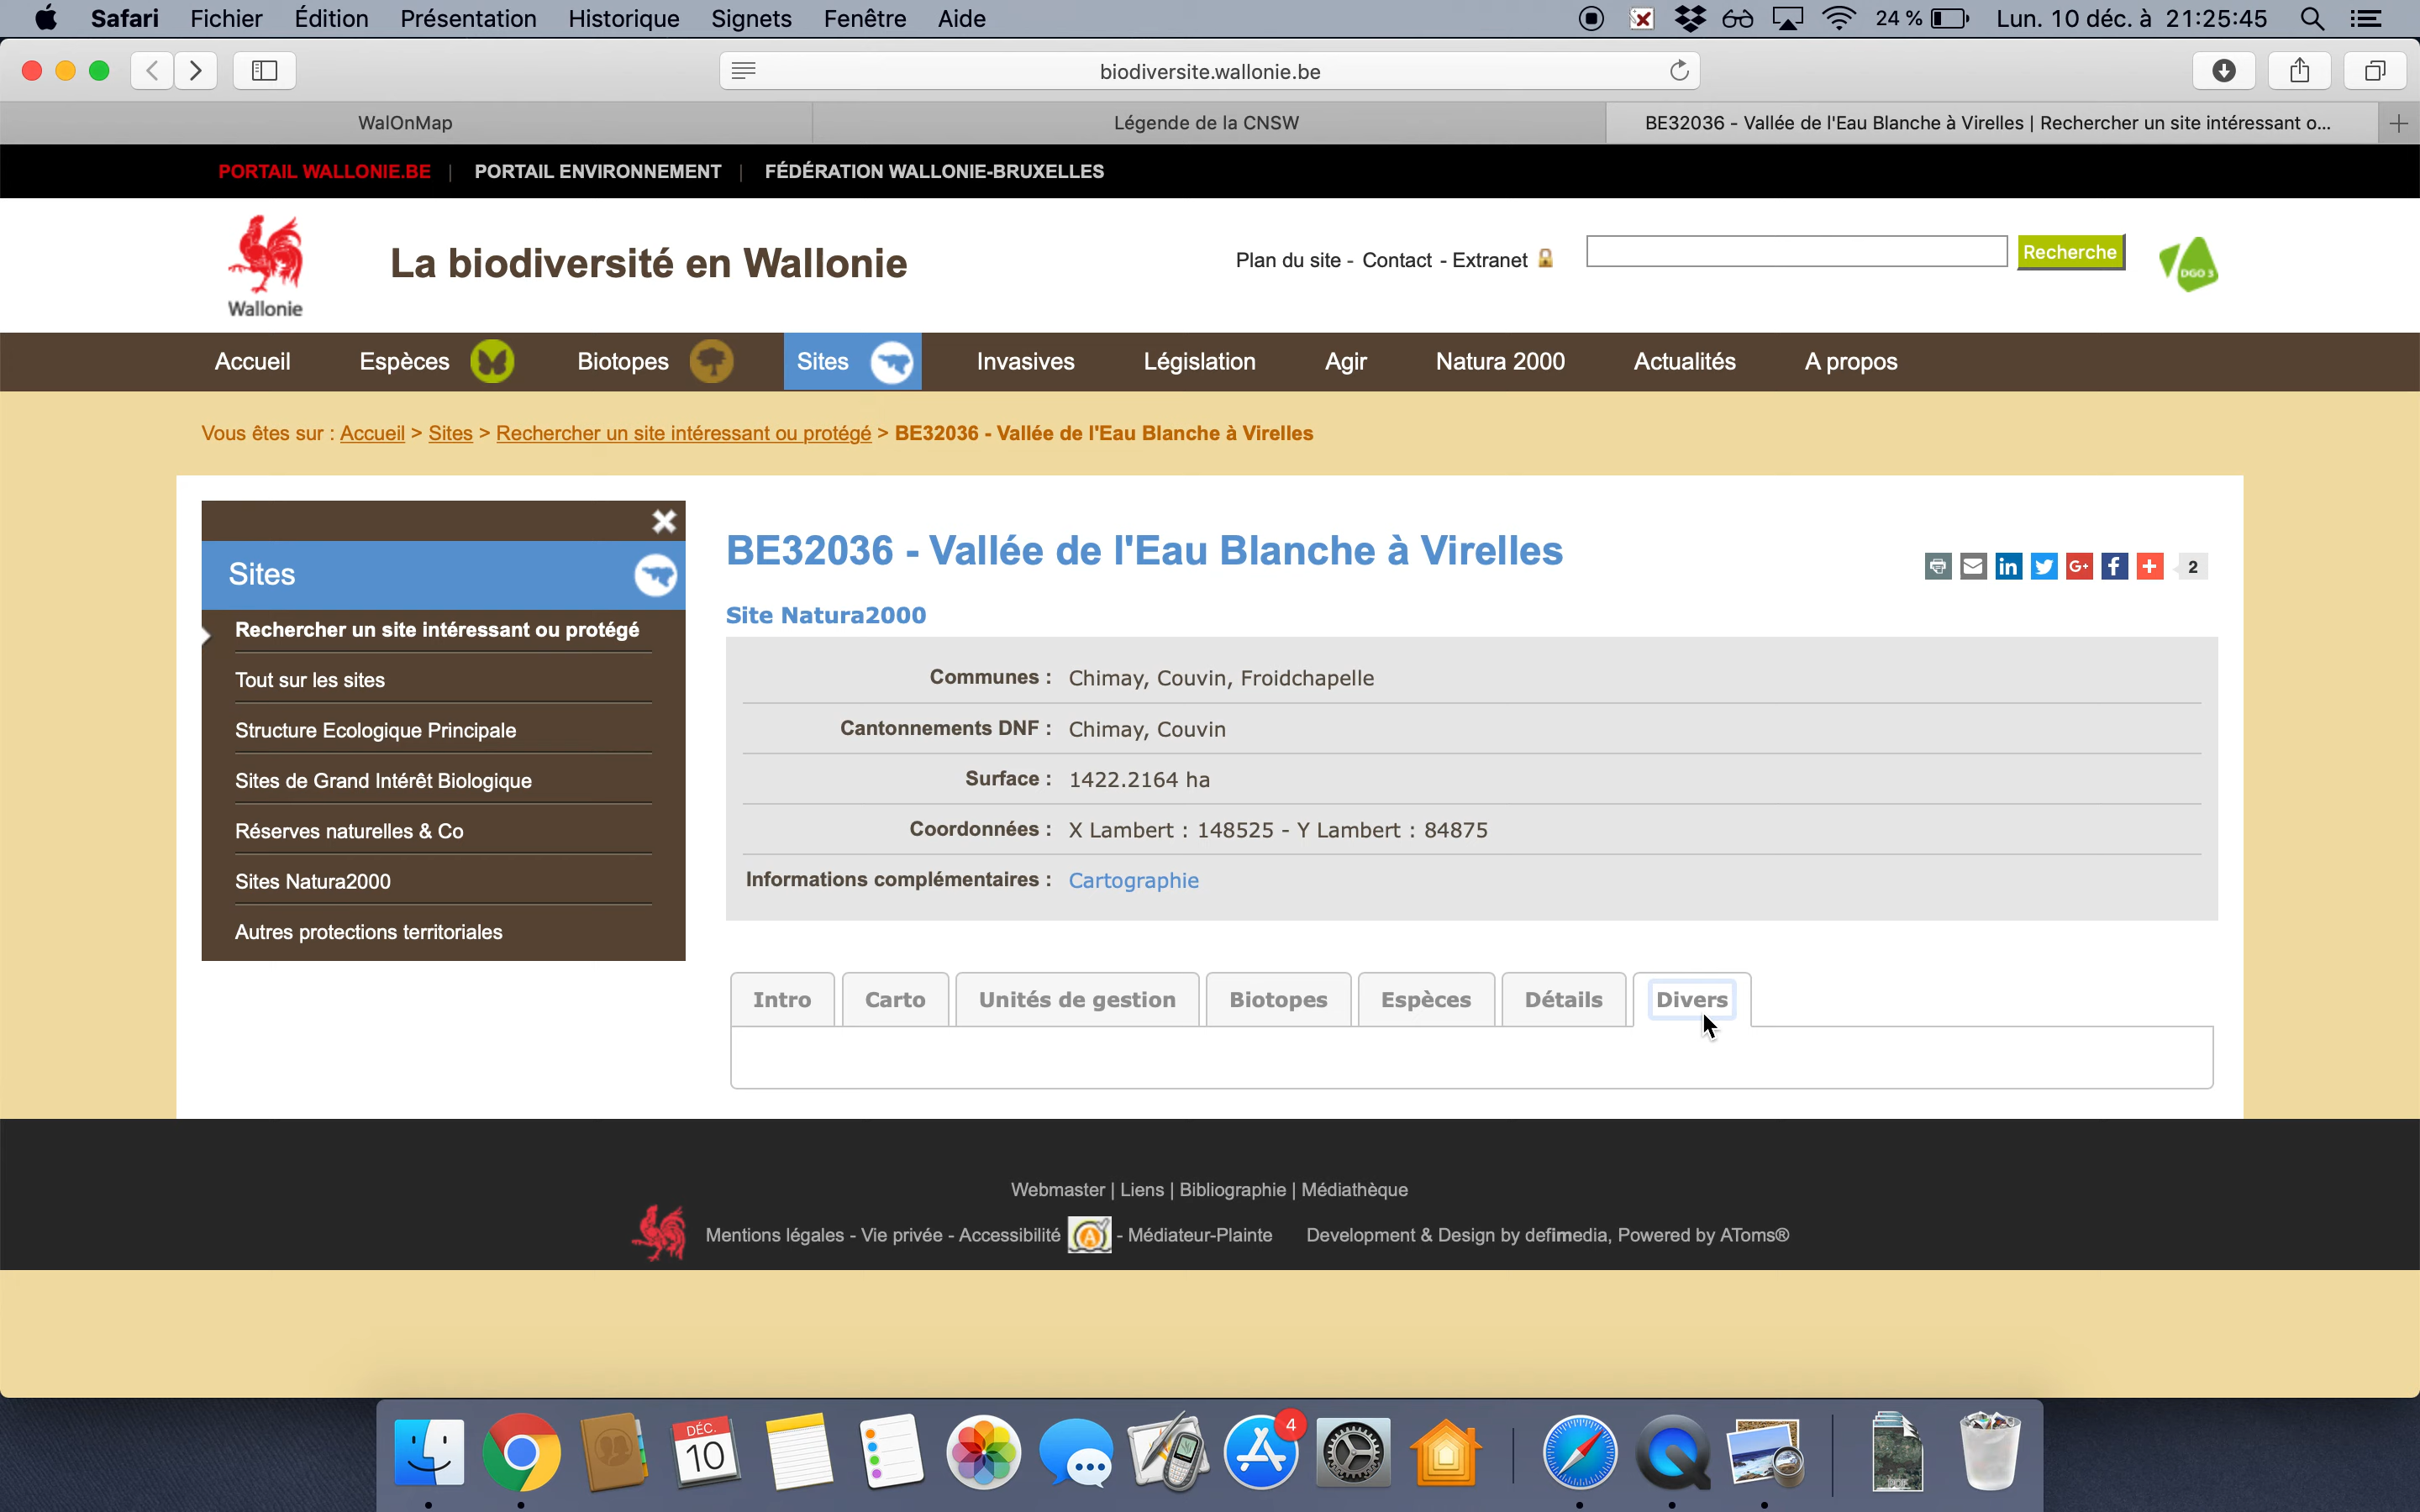 Safari Fichier Édition Présentation Historique Signets Fenêtre Aide 24 % Lun. 10 déc. à 21:25:45
biodiversite.wallonie.be
WalOnMap Légende de la CNSW BE32036 - Vallée de l'Eau Blanche à Virelles | Rechercher un site intéressant o...
PORTAIL WALLONIE.BE | PORTAIL ENVIRONNEMENT | FÉDÉRATION WALLONIE-BRUXELLES
Wallonie
La biodiversité en Wallonie
Plan du site - Contact - Extranet Recherche
DGO 3
Accueil Espèces Biotopes Sites Invasives Législation Agir Natura 2000 Actualités A propos
Vous êtes sur : Accueil > Sites > Rechercher un site intéressant ou protégé > BE32036 - Vallée de l'Eau Blanche à Virelles
Sites
Rechercher un site intéressant ou protégé
Tout sur les sites
Structure Ecologique Principale
Sites de Grand Intérêt Biologique
Réserves naturelles & Co
Sites Natura2000
Autres protections territoriales
BE32036 - Vallée de l'Eau Blanche à Virelles
in G+ f + 2
Site Natura2000
Communes : Chimay, Couvin, Froidchapelle
Cantonnements DNF : Chimay, Couvin
Surface : 1422.2164 ha
Coordonnées : X Lambert : 148525 - Y Lambert : 84875
Informations complémentaires : Cartographie
Intro Carto Unités de gestion Biotopes Espèces Détails Divers
Webmaster | Liens | Bibliographie | Médiathèque
Mentions légales - Vie privée - Accessibilité A - Médiateur-Plainte Development & Design by defimedia, Powered by AToms®
DÉC.
10
4